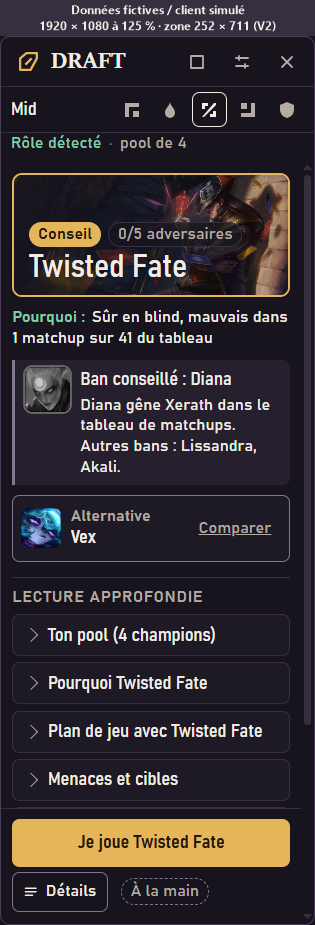 Données fictives / client simulé
1920 × 1080 à 125 % · zone 252 × 711 (V2)
DRAFT
Mid
Rôle détecté · pool de 4
Conseil 0/5 adversaires
Twisted Fate
Pourquoi : Sûr en blind, mauvais dans
1 matchup sur 41 du tableau
Ban conseillé : Diana
Diana gêne Xerath dans le
tableau de matchups.
Autres bans : Lissandra,
Akali.
Alternative
Vex
Comparer
LECTURE APPROFONDIE
Ton pool (4 champions)
Pourquoi Twisted Fate
Plan de jeu avec Twisted Fate
Menaces et cibles
Je joue Twisted Fate
Détails
À la main